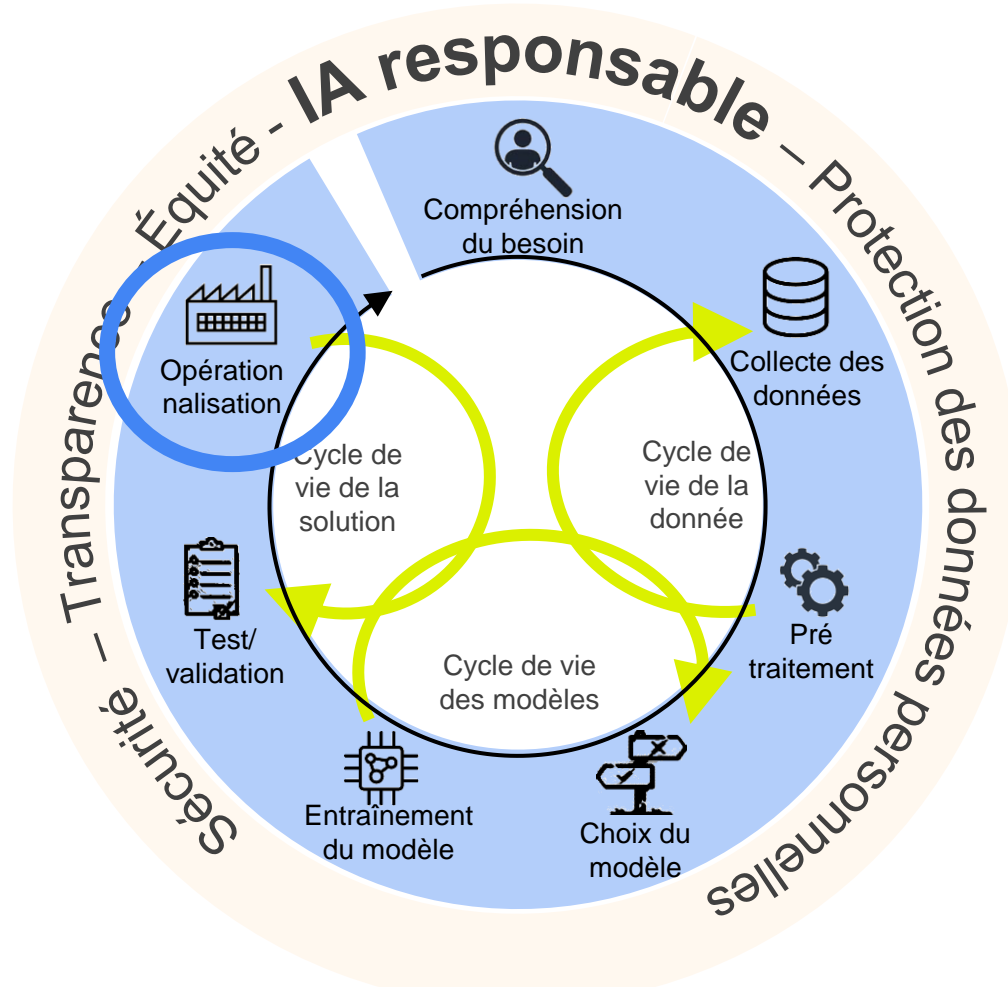 Sécurité – Transparence – Équité - IA responsable – Protection des données personnelles
Compréhension
du besoin
Collecte des
données
Pré
traitement
Choix du
modèle
Entraînement
du modèle
Test/
validation
Opération
nalisation
Cycle de
vie de la
solution
Cycle de
vie de la
donnée
Cycle de vie
des modèles